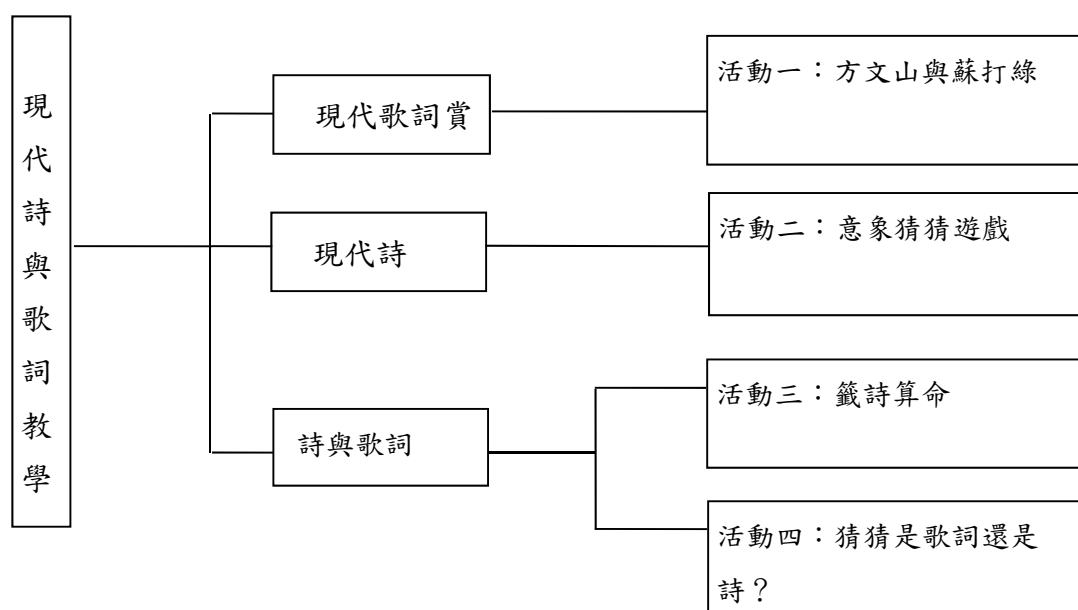 現代詩與歌詞教學
現代歌詞賞
活動一：方文山與蘇打綠
現代詩
活動二：意象猜猜遊戲
詩與歌詞
活動三：籤詩算命
活動四：猜猜是歌詞還是
詩？